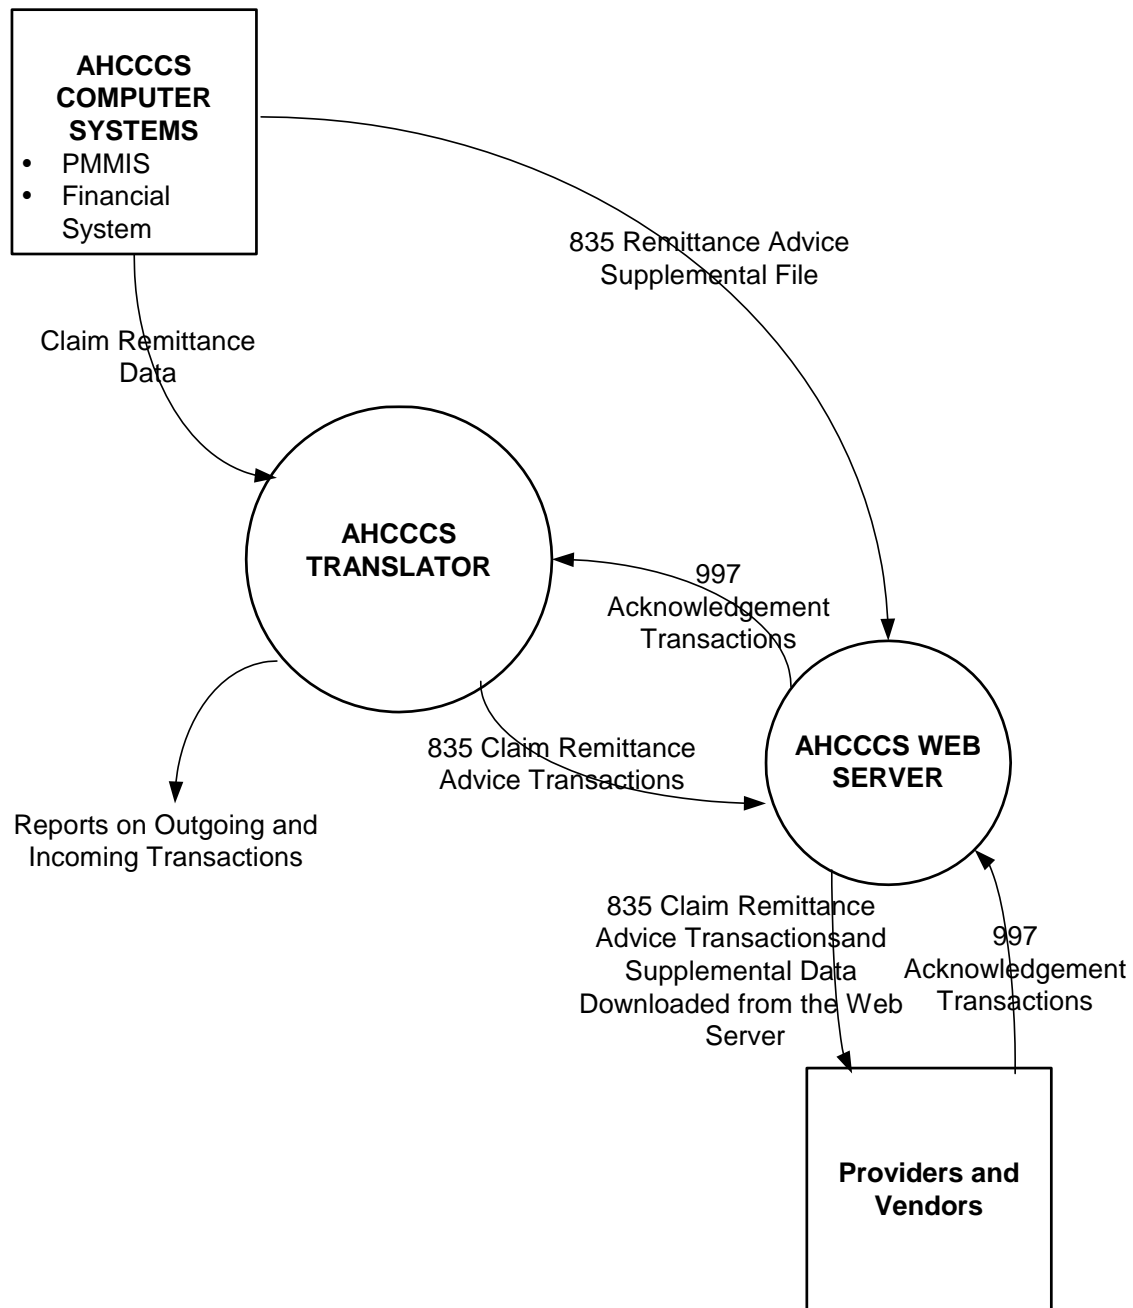 AHCCCS
COMPUTER
SYSTEMS
• PMMIS
• Financial
System
835 Remittance Advice
Supplemental File
Claim Remittance
Data
AHCCCS
TRANSLATOR
997
Acknowledgement
Transactions
835 Claim Remittance
Advice Transactions
AHCCCS WEB
SERVER
Reports on Outgoing and
Incoming Transactions
835 Claim Remittance
Advice Transactionsand
Supplemental Data
Downloaded from the Web
Server
997
Acknowledgement
Transactions
Providers and
Vendors